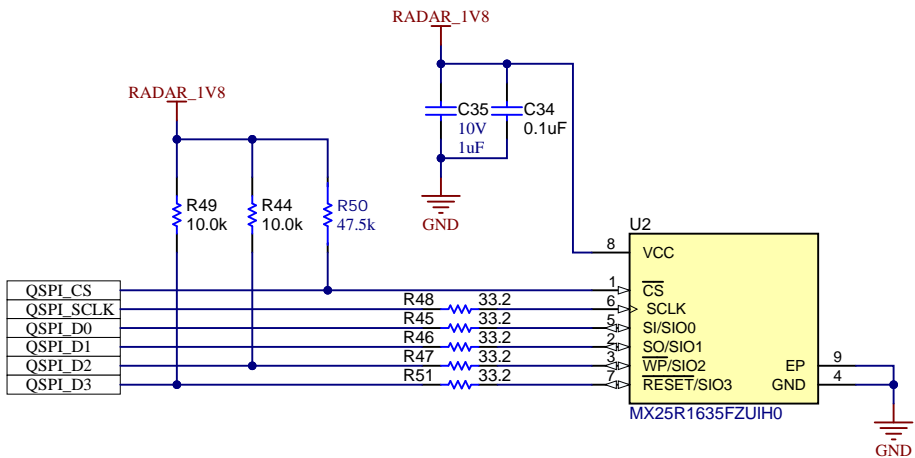 RADAR_1V8
RADAR_1V8
C35
10V
1uF
C34
0.1uF
R49
10.0k
R44
10.0k
R50
47.5k
GND
U2
8
VCC
QSPI_CS
1
CS
QSPI_SCLK
R48
33.2
6
SCLK
QSPI_D0
R45
33.2
5
SI/SIO0
QSPI_D1
R46
33.2
2
SO/SIO1
QSPI_D2
R47
33.2
3
WP/SIO2
EP
9
QSPI_D3
R51
33.2
7
RESET/SIO3
GND
4
MX25R1635FZUIH0
GND